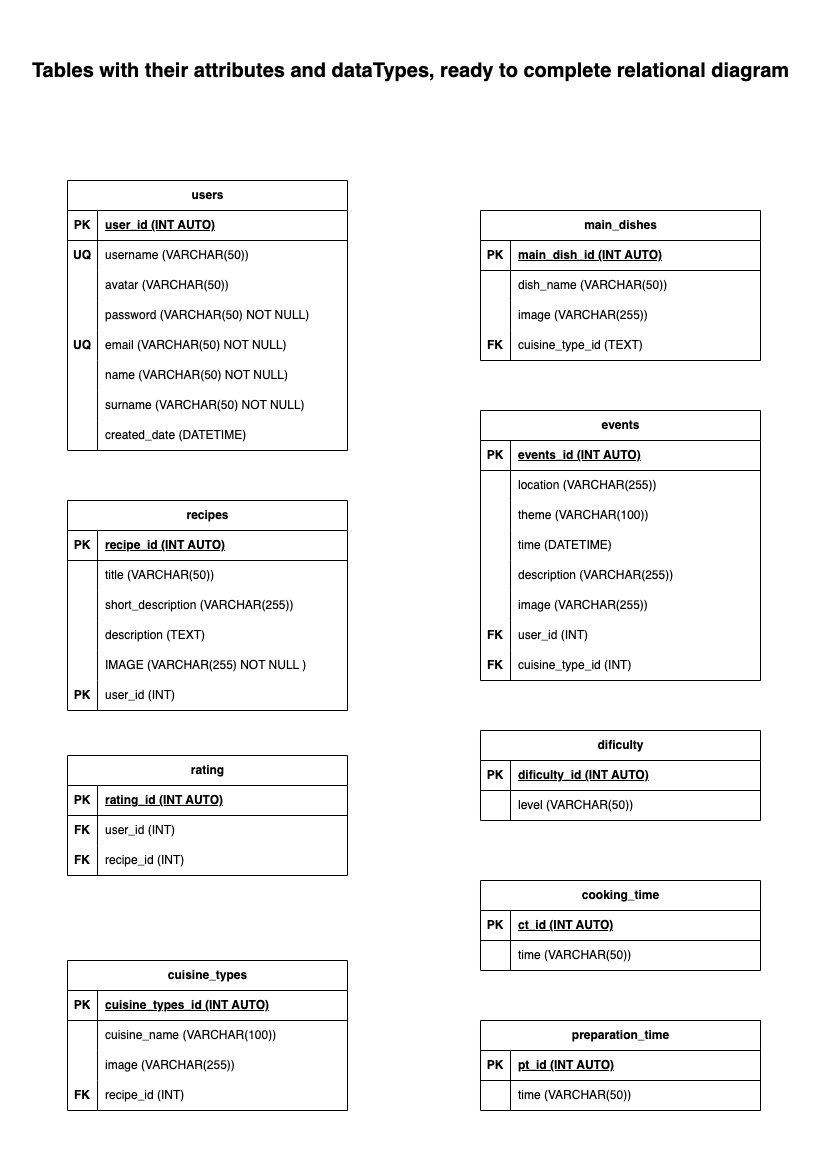 Tables with their attributes and dataTypes, ready to complete relational diagram
users
PK user_id (INT AUTO)
UQ username (VARCHAR(50))
avatar (VARCHAR(50))
password (VARCHAR(50) NOT NULL)
UQ email (VARCHAR(50) NOT NULL)
name (VARCHAR(50) NOT NULL)
surname (VARCHAR(50) NOT NULL)
created_date (DATETIME)
recipes
PK recipe_id (INT AUTO)
title (VARCHAR(50))
short_description (VARCHAR(255))
description (TEXT)
IMAGE (VARCHAR(255) NOT NULL )
PK user_id (INT)
rating
PK rating_id (INT AUTO)
FK user_id (INT)
FK recipe_id (INT)
cuisine_types
PK cuisine_types_id (INT AUTO)
cuisine_name (VARCHAR(100))
image (VARCHAR(255))
FK recipe_id (INT)
main_dishes
PK main_dish_id (INT AUTO)
dish_name (VARCHAR(50))
image (VARCHAR(255))
FK cuisine_type_id (TEXT)
events
PK events_id (INT AUTO)
location (VARCHAR(255))
theme (VARCHAR(100))
time (DATETIME)
description (VARCHAR(255))
image (VARCHAR(255))
FK user_id (INT)
FK cuisine_type_id (INT)
dificulty
PK dificulty_id (INT AUTO)
level (VARCHAR(50))
cooking_time
PK ct_id (INT AUTO)
time (VARCHAR(50))
preparation_time
PK pt_id (INT AUTO)
time (VARCHAR(50))